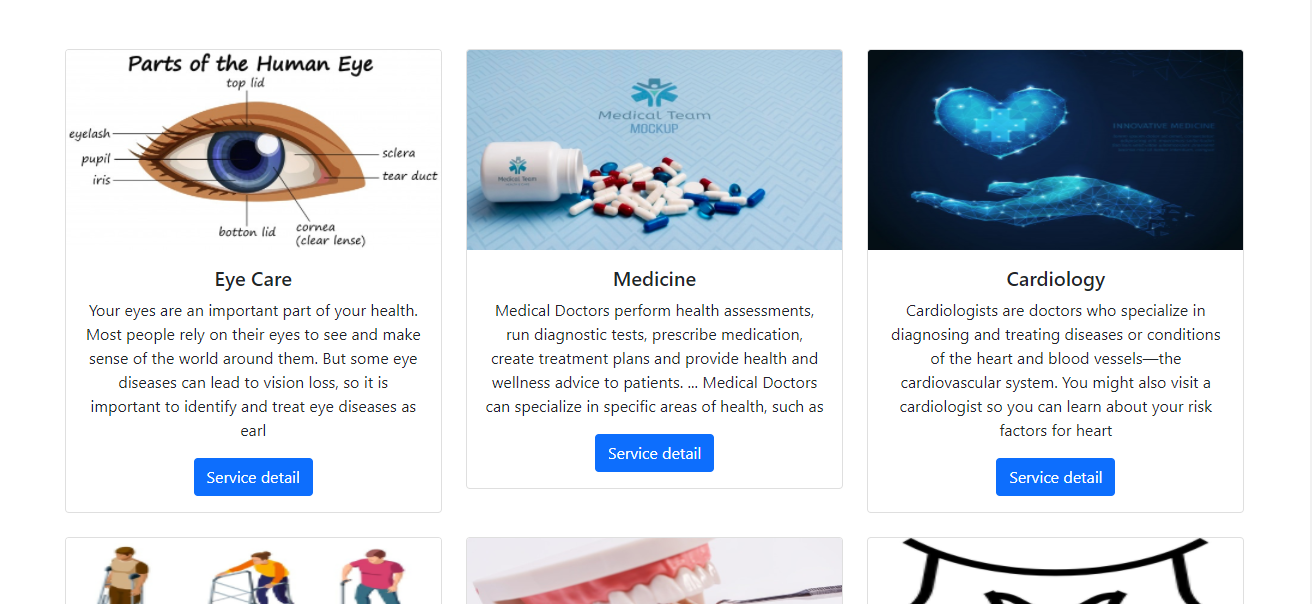 Parts of the Human Eye
top lid
eyelash
pupil
iris
sclera
tear duct
botton lid
cornea
(clear lense)
Eye Care
Your eyes are an important part of your health.
Most people rely on their eyes to see and make
sense of the world around them. But some eye
diseases can lead to vision loss, so it is
important to identify and treat eye diseases as
earl
Service detail
Medical Team
MOCKUP
Medical Team
Medicine
Medical Doctors perform health assessments,
run diagnostic tests, prescribe medication,
create treatment plans and provide health and
wellness advice to patients. ... Medical Doctors
can specialize in specific areas of health, such as
Service detail
INNOVATIVE MEDICINE
Cardiology
Cardiologists are doctors who specialize in
diagnosing and treating diseases or conditions
of the heart and blood vessels—the
cardiovascular system. You might also visit a
cardiologist so you can learn about your risk
factors for heart
Service detail